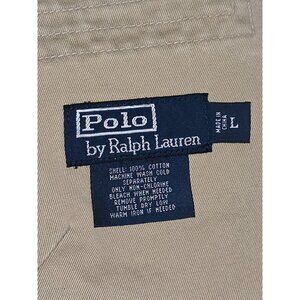 Polo
by Ralph Lauren
MADE IN
CHINA
L
SHELL: 100% COTTON
MACHINE WASH COLD
SEPARATELY
ONLY NON-CHLORINE
BLEACH WHEN NEEDED
REMOVE PROMPTLY
TUMBLE DRY LOW
WARM IRON IF NEEDED